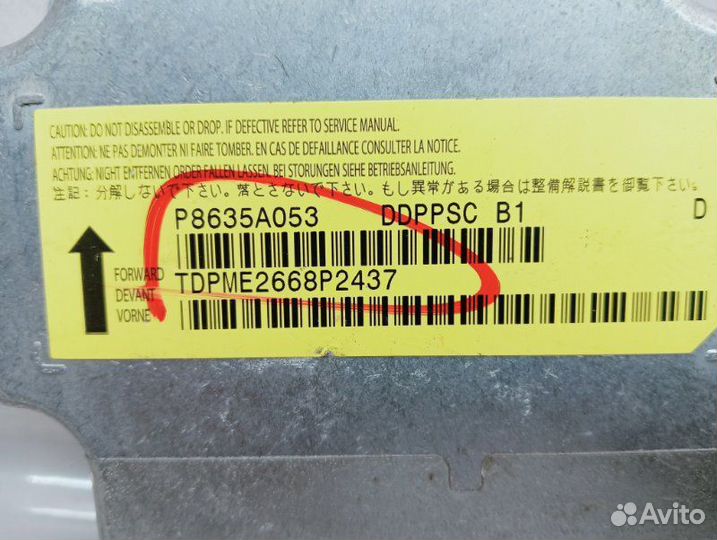 CAUTION: DO NOT DISASSEMBLE OR DROP. IF DEFECTIVE REFER TO SERVICE MANUAL.
ATTENTION: NE PAS DEMONTER NI FAIRE TOMBER. EN CAS DE DEFAILLANCE CONSULTER LA NOTICE.
ACHTUNG: NIGHT ENTFERNEN ORDER FALLEN LASSEN. BEI STORUNGEN SIEHE BETRIEBSANLEITUNG.
注記: 分解しないで下さい。落とさないで下さい。もし異常がある場合は整備解説書を御覧下さい。
P8635A053 DDPPSC B1 D
FORWARD TDPME2668P2437
DEVANT
VORNE
Avito